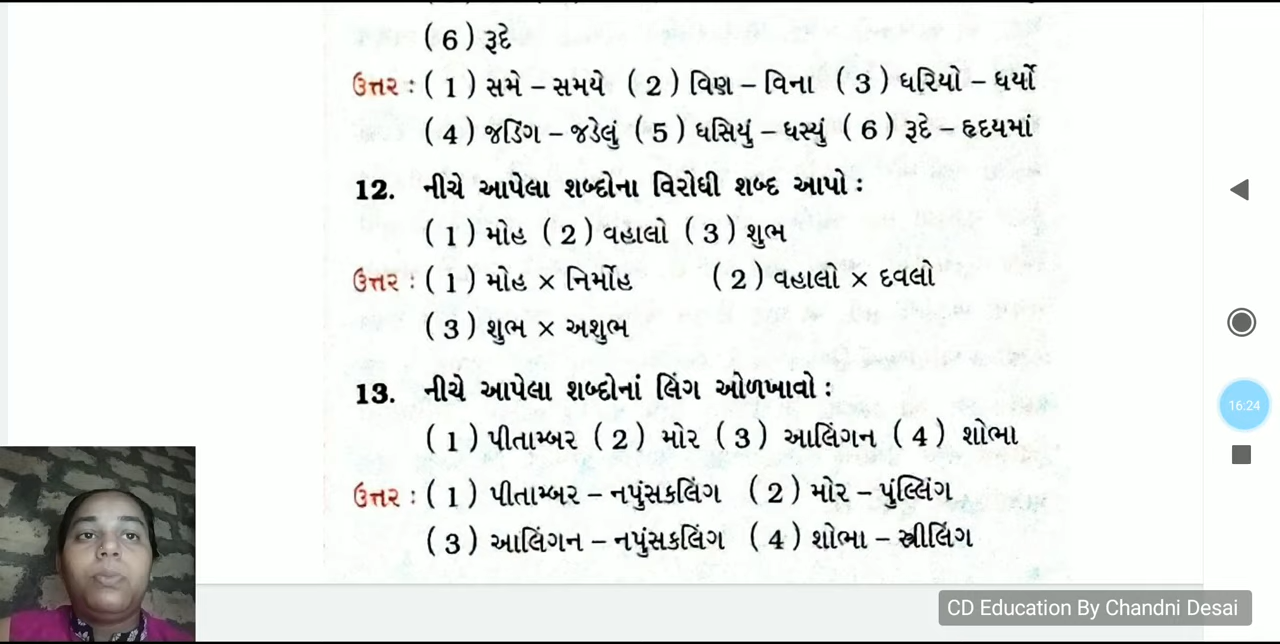 ( 6 ) રૂદે
ઉત્તર : ( 1 ) સમે – સમયે ( 2 ) વિણ – વિના ( 3 ) ધરિયો – ધર્યો
( 4 ) જડિંગ – જડેલું ( 5 ) ધસિયું – ધસ્યું ( 6 ) રૂદે – હૃદયમાં
12. નીચે આપેલા શબ્દોના વિરોધી શબ્દ આપો :
( 1 ) મોહ ( 2 ) વહાલો ( 3 ) શુભ
ઉત્તર : ( 1 ) મોહ × નિર્મોહ ( 2 ) વહાલો × દવલો
( 3 ) શુભ × અશુભ
13. નીચે આપેલા શબ્દોનાં લિંગ ઓળખાવો :
( 1 ) પીતામ્બર ( 2 ) મોર ( 3 ) આલિંગન ( 4 ) શોભા
ઉત્તર : ( 1 ) પીતામ્બર – નપુંસકલિંગ ( 2 ) મોર – પુંલ્લિંગ
( 3 ) આલિંગન – નપુંસકલિંગ ( 4 ) શોભા – સ્ત્રીલિંગ
16:24
CD Education By Chandni Desai